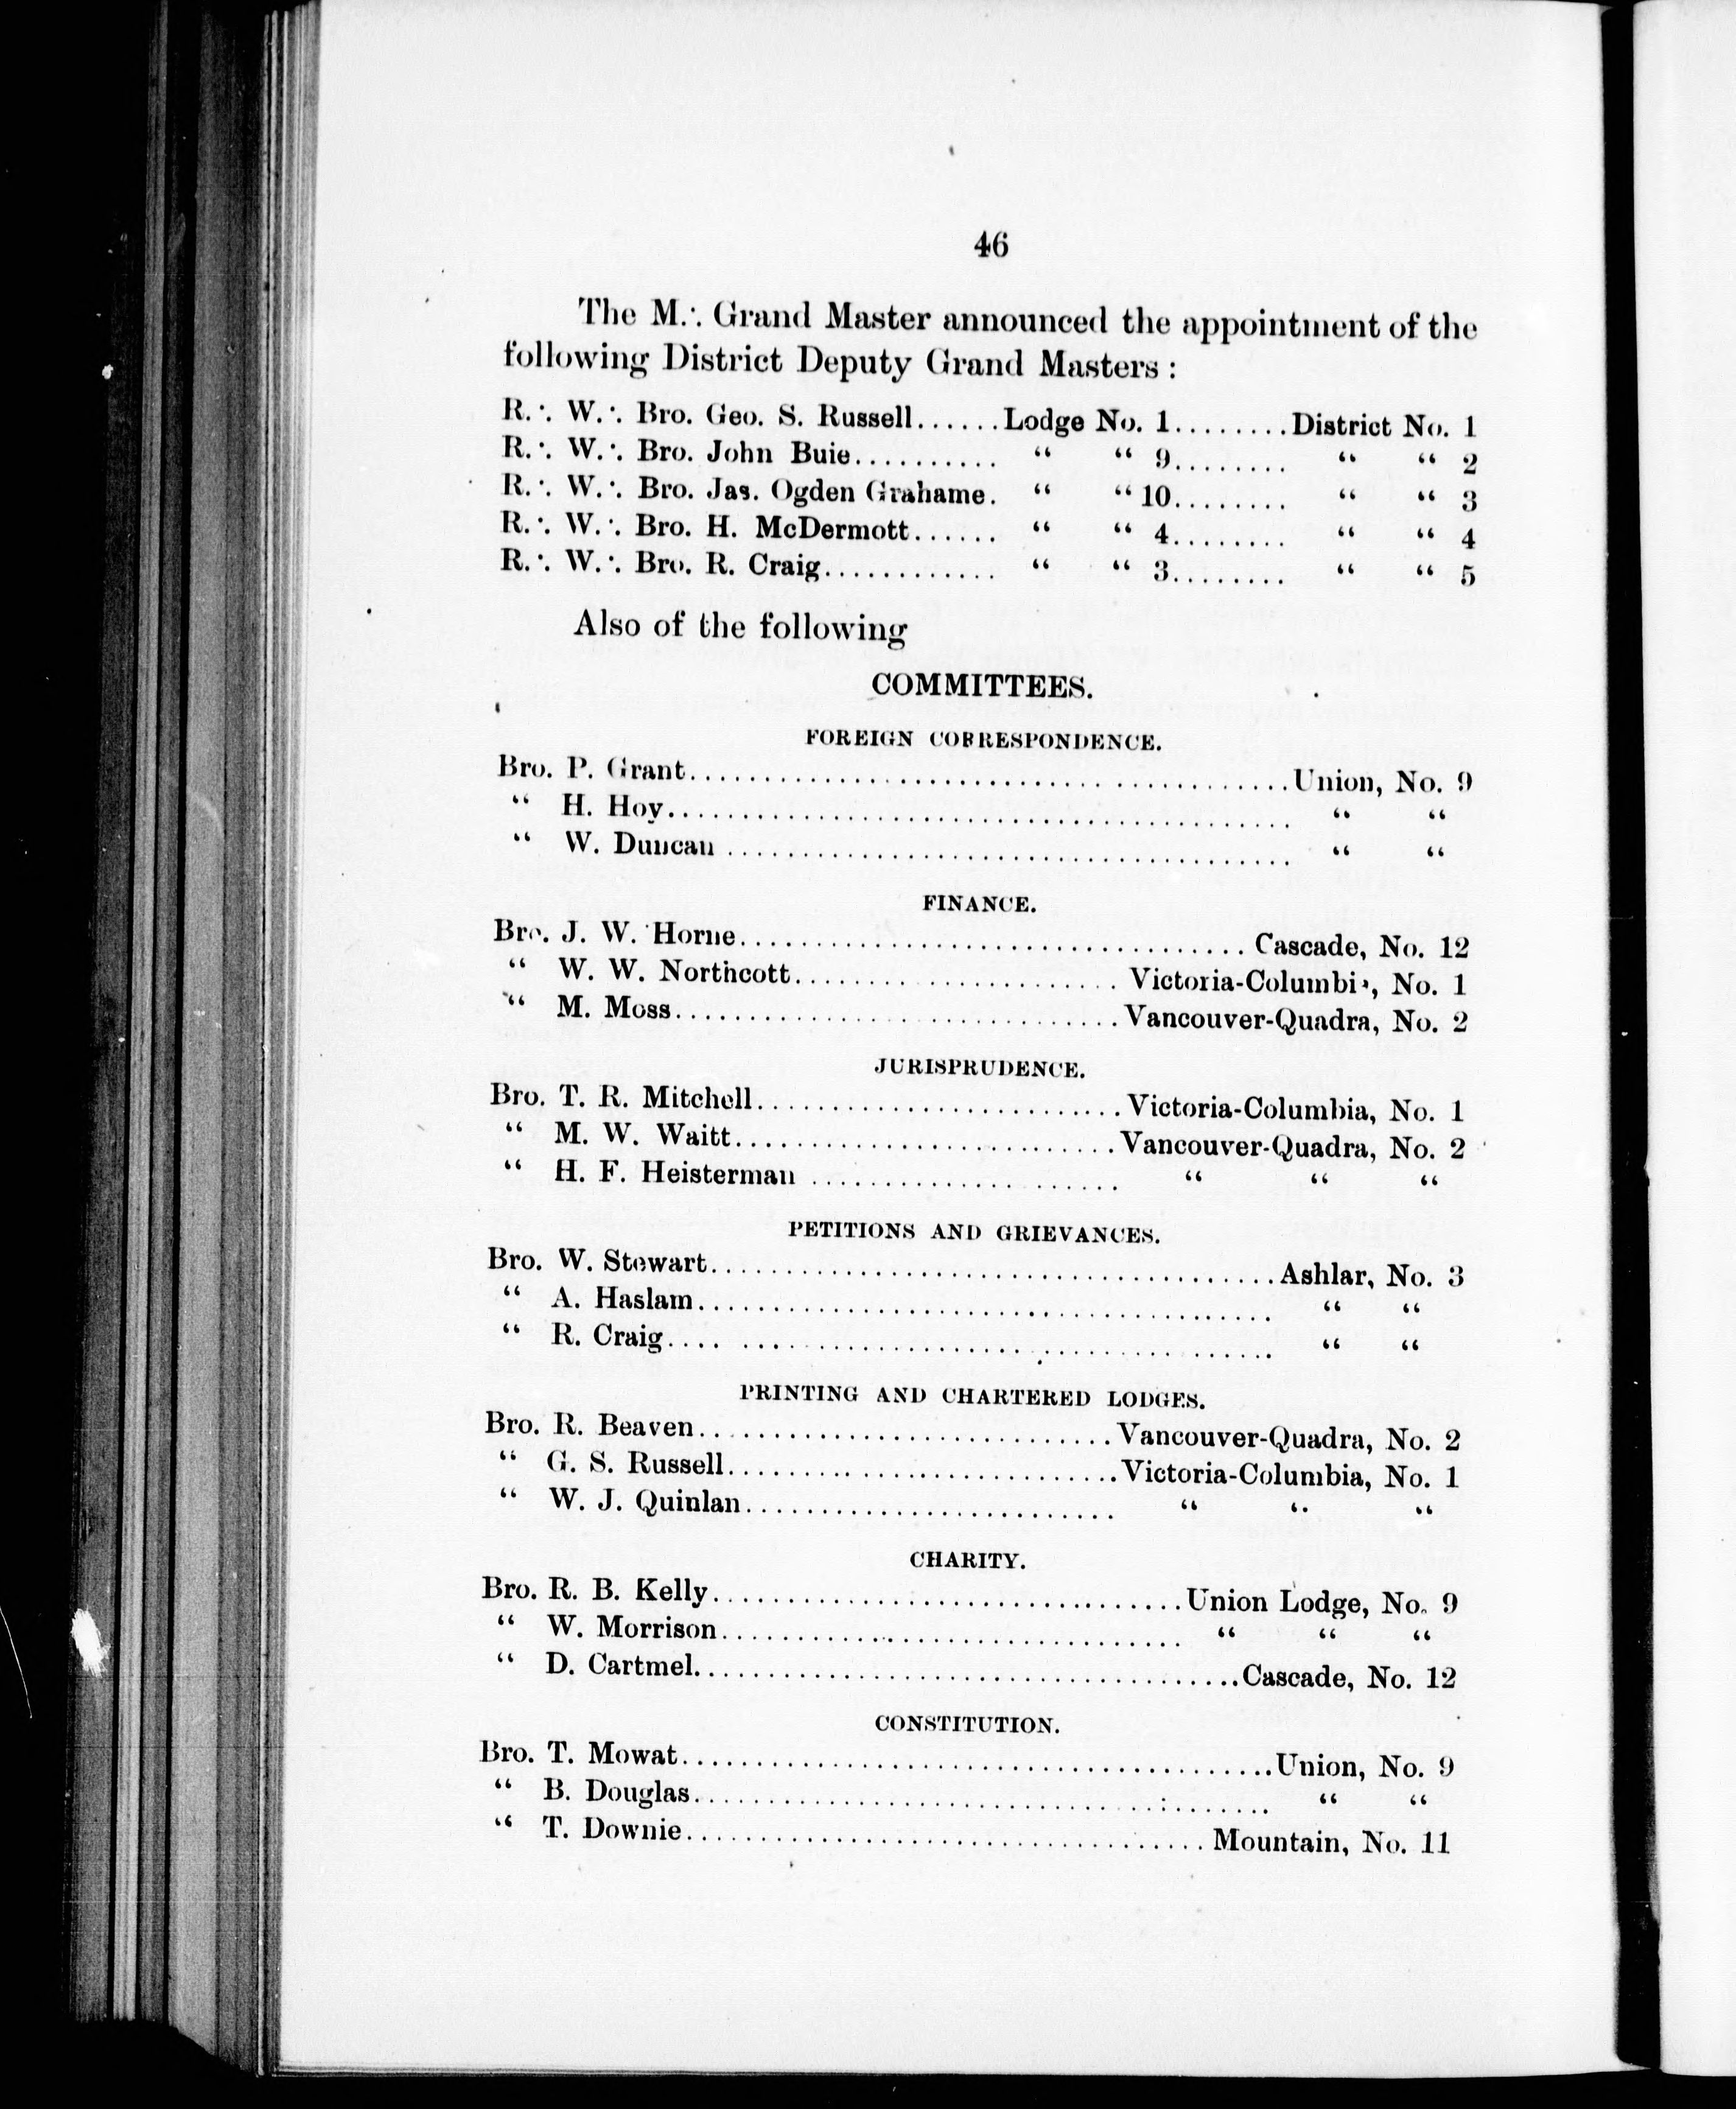 46
The M.∴ Grand Master announced the appointment of the
following District Deputy Grand Masters :
R.∴ W.∴ Bro. Geo. S. Russell......Lodge No. 1........District No. 1
R.∴ W.∴ Bro. John Buie........... “ “ 9........ “ “ 2
R.∴ W.∴ Bro. Jas. Ogden Grahame. “ “ 10........ “ “ 3
R.∴ W.∴ Bro. H. McDermott...... “ “ 4........ “ “ 4
R.∴ W.∴ Bro. R. Craig............ “ “ 3........ “ “ 5
Also of the following
COMMITTEES.
FOREIGN CORRESPONDENCE.
Bro. P. Grant........................................Union, No. 9
“ H. Hoy.......................................... “ “
“ W. Duncan ...................................... “ “
FINANCE.
Bro. J. W. Horne.................................. Cascade, No. 12
“ W. W. Northcott...................... Victoria-Columbia, No. 1
“ M. Moss..............................Vancouver-Quadra, No. 2
JURISPRUDENCE.
Bro. T. R. Mitchell........................Victoria-Columbia, No. 1
“ M. W. Waitt.........................Vancouver-Quadra, No. 2
“ H. F. Heisterman ..................... “ “ “
PETITIONS AND GRIEVANCES.
Bro. W. Stewart......................................Ashlar, No. 3
“ A. Haslam...................................... “ “
“ R. Craig.... ................................... “ “
PRINTING AND CHARTERED LODGES.
Bro. R. Beaven............................Vancouver-Quadra, No. 2
“ G. S. Russell..........................Victoria-Columbia, No. 1
“ W. J. Quinlan......................... “ “ “
CHARITY.
Bro. R. B. Kelly................................Union Lodge, No. 9
“ W. Morrison............................... “ “ “
“ D. Cartmel.....................................Cascade, No. 12
CONSTITUTION.
Bro. T. Mowat........................................Union, No. 9
“ B. Douglas....................................... “ “
“ T. Downie................................... Mountain, No. 11